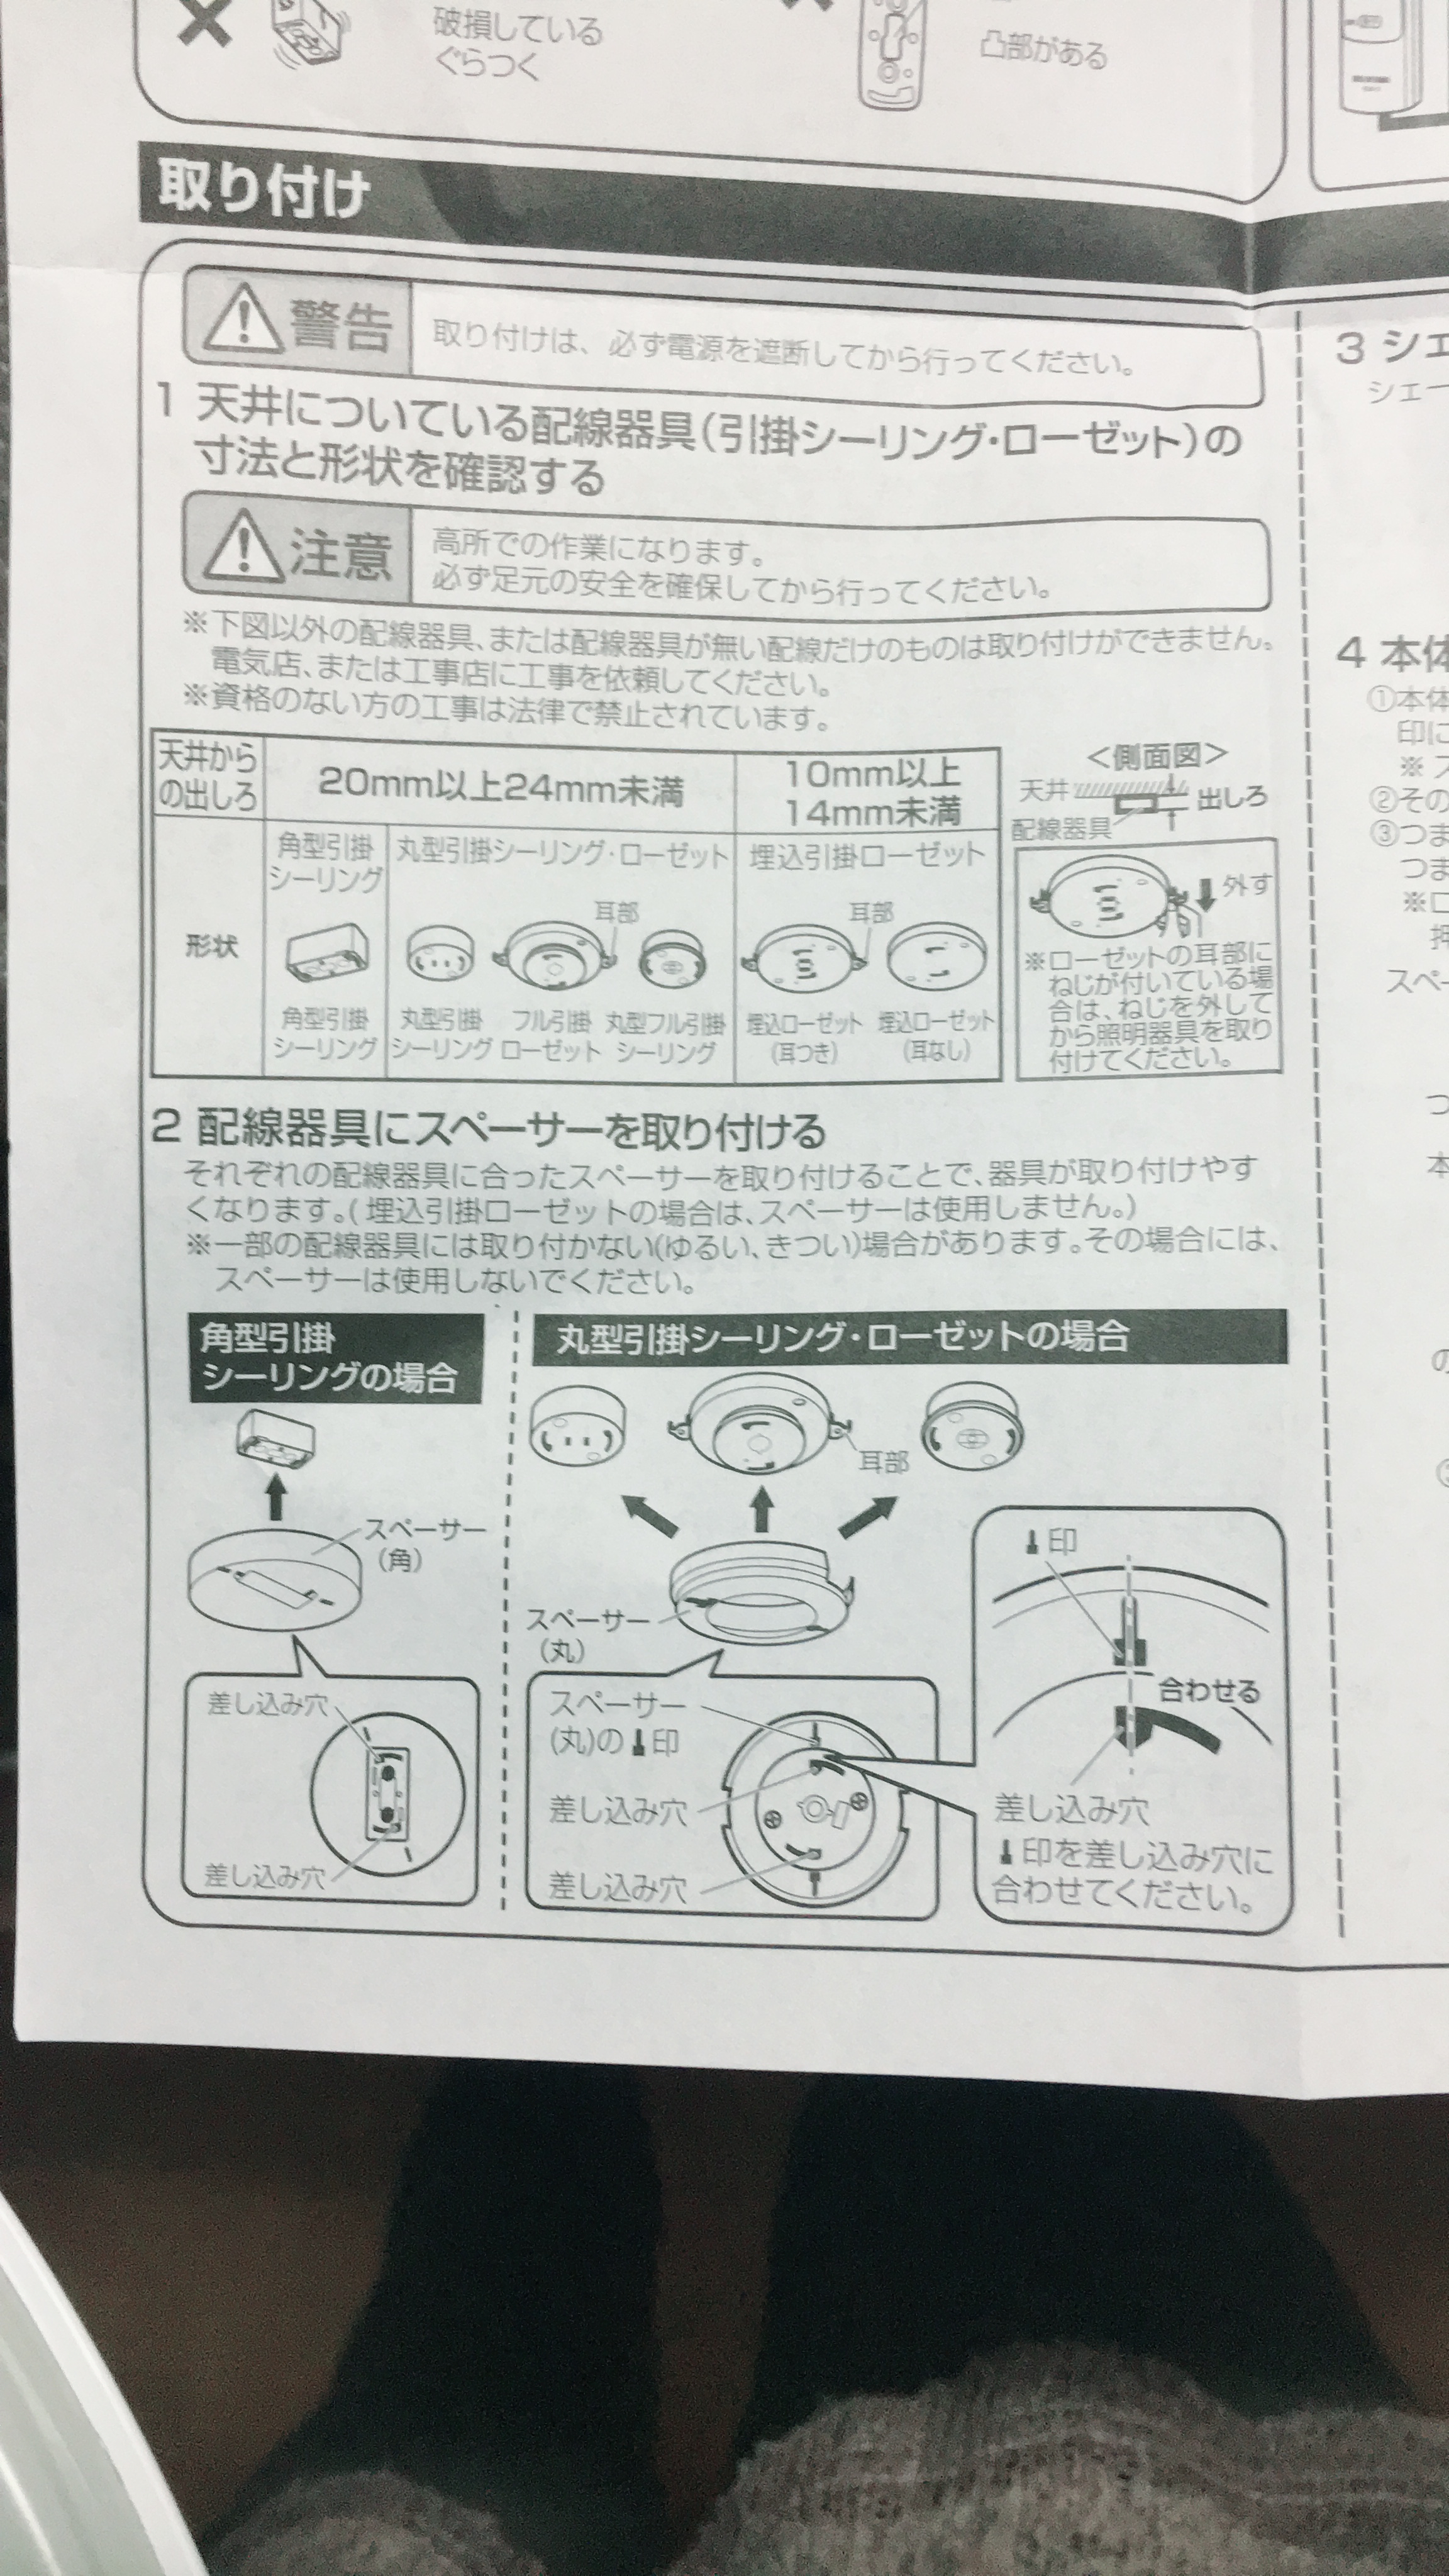 破損している
ぐらつく
凸部がある
取り付け
警告
取り付けは、必ず電源を遮断してから行ってください。
1 天井についている配線器具(引掛シーリング・ローゼット)の
寸法と形状を確認する
注意
高所での作業になります。
必ず足元の安全を確保してから行ってください。
※下図以外の配線器具、または配線器具が無い配線だけのものは取り付けができません。
電気店、または工事店に工事を依頼してください。
※資格のない方の工事は法律で禁止されています。
天井から
の出しろ
20mm以上24mm未満
10mm以上
14mm未満
形状
角型引掛
シーリング
丸型引掛シーリング・ローゼット
埋込引掛ローゼット
耳部
耳部
角型引掛
シーリング
丸型引掛
シーリング
フル引掛
ローゼット
丸型フル引掛
シーリング
埋込ローゼット
(耳つき)
埋込ローゼット
(耳なし)
<側面図>
天井
出しろ
配線器具
外す
※ローゼットの耳部に
ねじが付いている場
合は、ねじを外して
から照明器具を取り
付けてください。
2 配線器具にスペーサーを取り付ける
それぞれの配線器具に合ったスペーサーを取り付けることで、器具が取り付けやす
くなります。(埋込引掛ローゼットの場合は、スペーサーは使用しません。)
※一部の配線器具には取り付かない(ゆるい、きつい)場合があります。その場合には、
スペーサーは使用しないでください。
角型引掛
シーリングの場合
スペーサー
(角)
差し込み穴
差し込み穴
丸型引掛シーリング・ローゼットの場合
耳部
スペーサー
(丸)
スペーサー
(丸)の印
差し込み穴
差し込み穴
印
合わせる
差し込み穴
印を差し込み穴に
合わせてください。
3 シェ
シェー
4 本体
①本体
印に
※ス
②その
③つま
つま
※ロ
押
スペー
つ
本
の